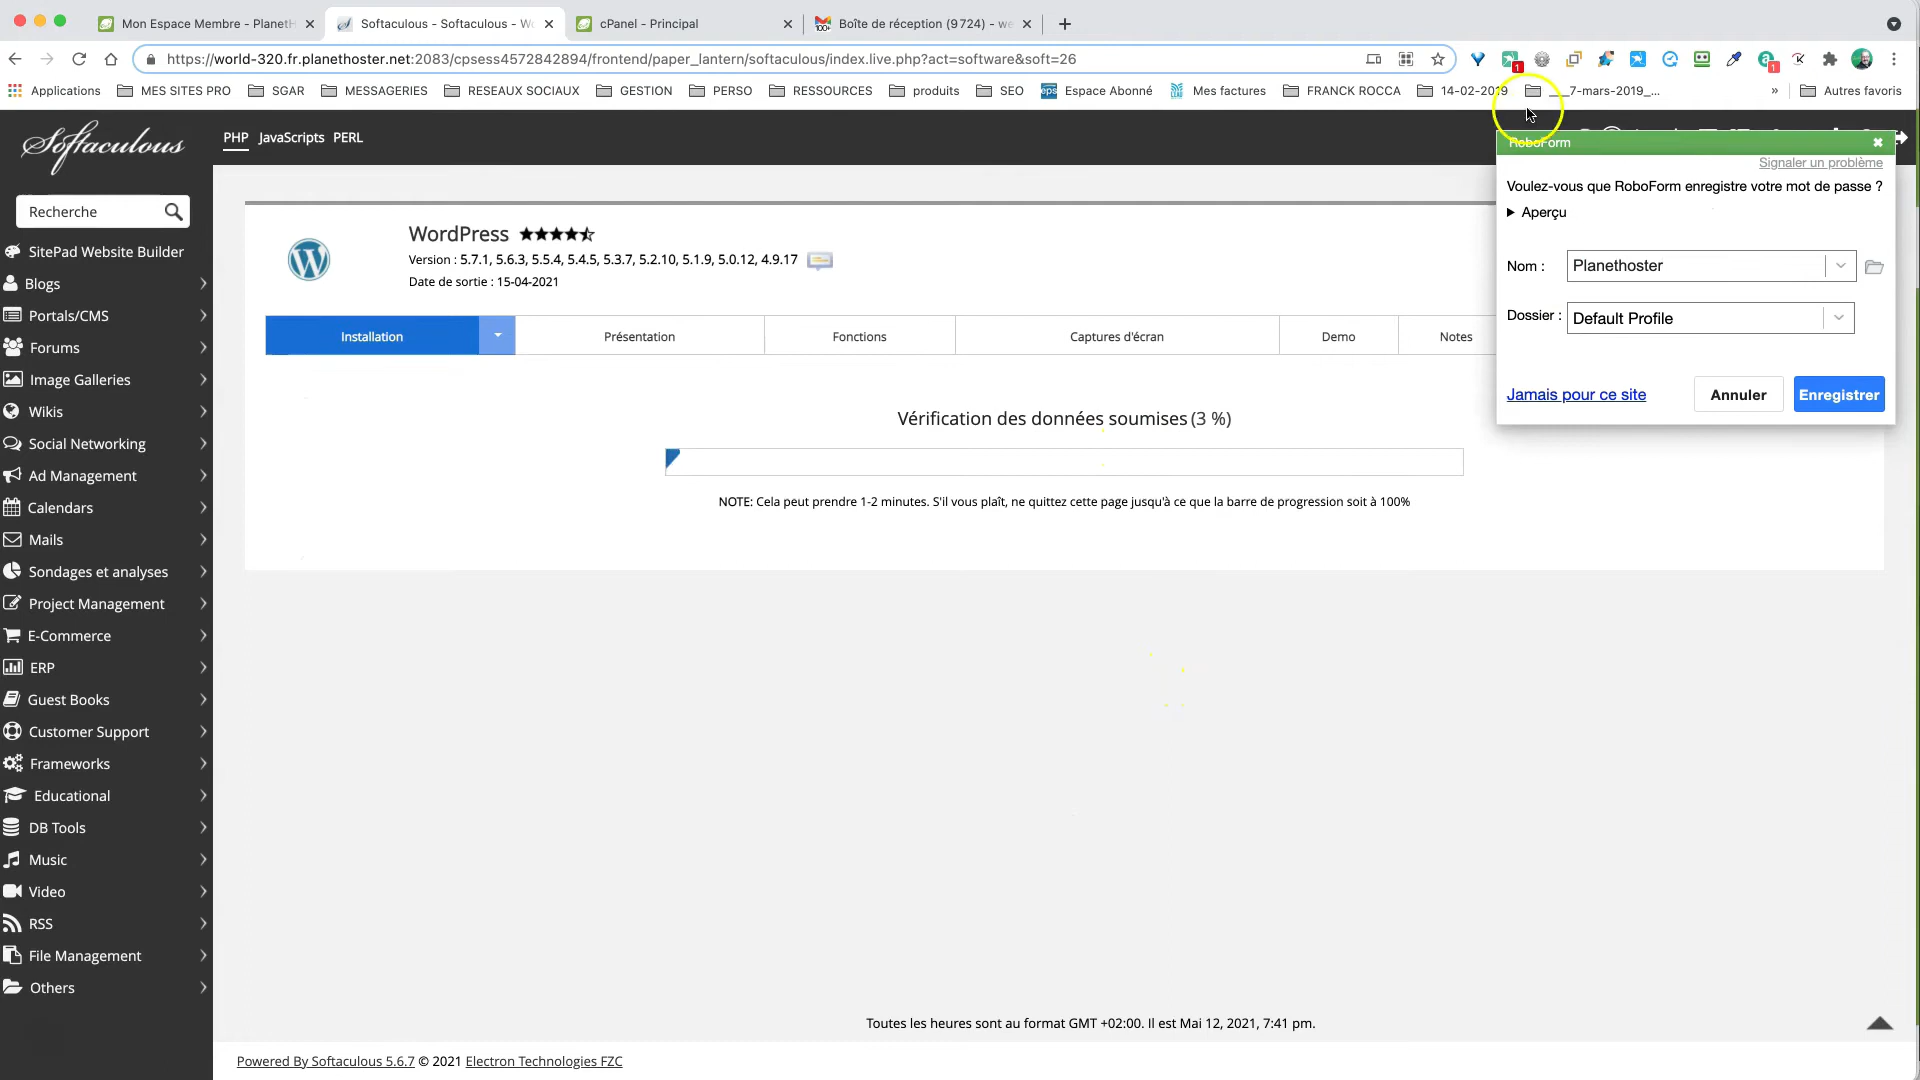 Mon Espace Membre - PlanetH
Softaculous - Softaculous - Wo
cPanel - Principal
Boîte de réception (9 724) - we
https://world-320.fr.planethoster.net:2083/cpsess4572842894/frontend/paper_lantern/softaculous/index.live.php?act=software&soft=26
Applications
MES SITES PRO
SGAR
MESSAGERIES
RESEAUX SOCIAUX
GESTION
PERSO
RESSOURCES
produits
SEO
Espace Abonné
Mes factures
FRANCK ROCCA
14-02-2019
___7-mars-2019_...
»
Autres favoris
Softaculous
PHP
JavaScripts
PERL
Recherche
SitePad Website Builder
Blogs
Portals/CMS
Forums
Image Galleries
Wikis
Social Networking
Ad Management
Calendars
Mails
Sondages et analyses
Project Management
E-Commerce
ERP
Guest Books
Customer Support
Frameworks
Educational
DB Tools
Music
Video
RSS
File Management
Others
WordPress
Version : 5.7.1, 5.6.3, 5.5.4, 5.4.5, 5.3.7, 5.2.10, 5.1.9, 5.0.12, 4.9.17
Date de sortie : 15-04-2021
Installation
Présentation
Fonctions
Captures d'écran
Demo
Notes
Vérification des données soumises (3 %)
NOTE: Cela peut prendre 1-2 minutes. S'il vous plaît, ne quittez cette page jusqu'à ce que la barre de progression soit à 100%
RoboForm
Signaler un problème
Voulez-vous que RoboForm enregistre votre mot de passe ?
Aperçu
Nom :
Planethoster
Dossier :
Default Profile
Jamais pour ce site
Annuler
Enregistrer
Toutes les heures sont au format GMT +02:00. Il est Mai 12, 2021, 7:41 pm.
Powered By Softaculous 5.6.7 © 2021 Electron Technologies FZC